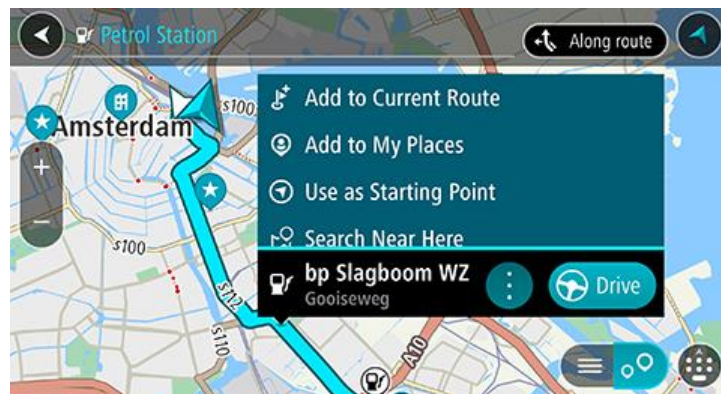 Petrol Station
Along route
s100
Add to Current Route
Amsterdam
Add to My Places
Use as Starting Point
s100
Search Near Here
bp Slagboom WZ
Gooiseweg
Drive
s112
s110
A10